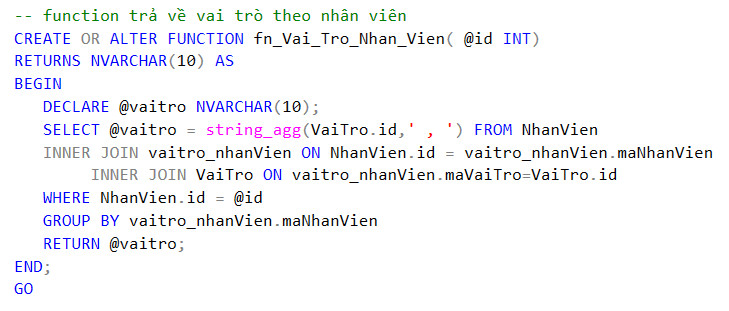 -- function trả về vai trò theo nhân viên
CREATE OR ALTER FUNCTION fn_Vai_Tro_Nhan_Vien( @id INT)
RETURNS NVARCHAR(10) AS
BEGIN
   DECLARE @vaitro NVARCHAR(10);
   SELECT @vaitro = string_agg(VaiTro.id,' , ') FROM NhanVien
   INNER JOIN vaitro_nhanVien ON NhanVien.id = vaitro_nhanVien.maNhanVien
        INNER JOIN VaiTro ON vaitro_nhanVien.maVaiTro=VaiTro.id
   WHERE NhanVien.id = @id
   GROUP BY vaitro_nhanVien.maNhanVien
   RETURN @vaitro;
END;
GO